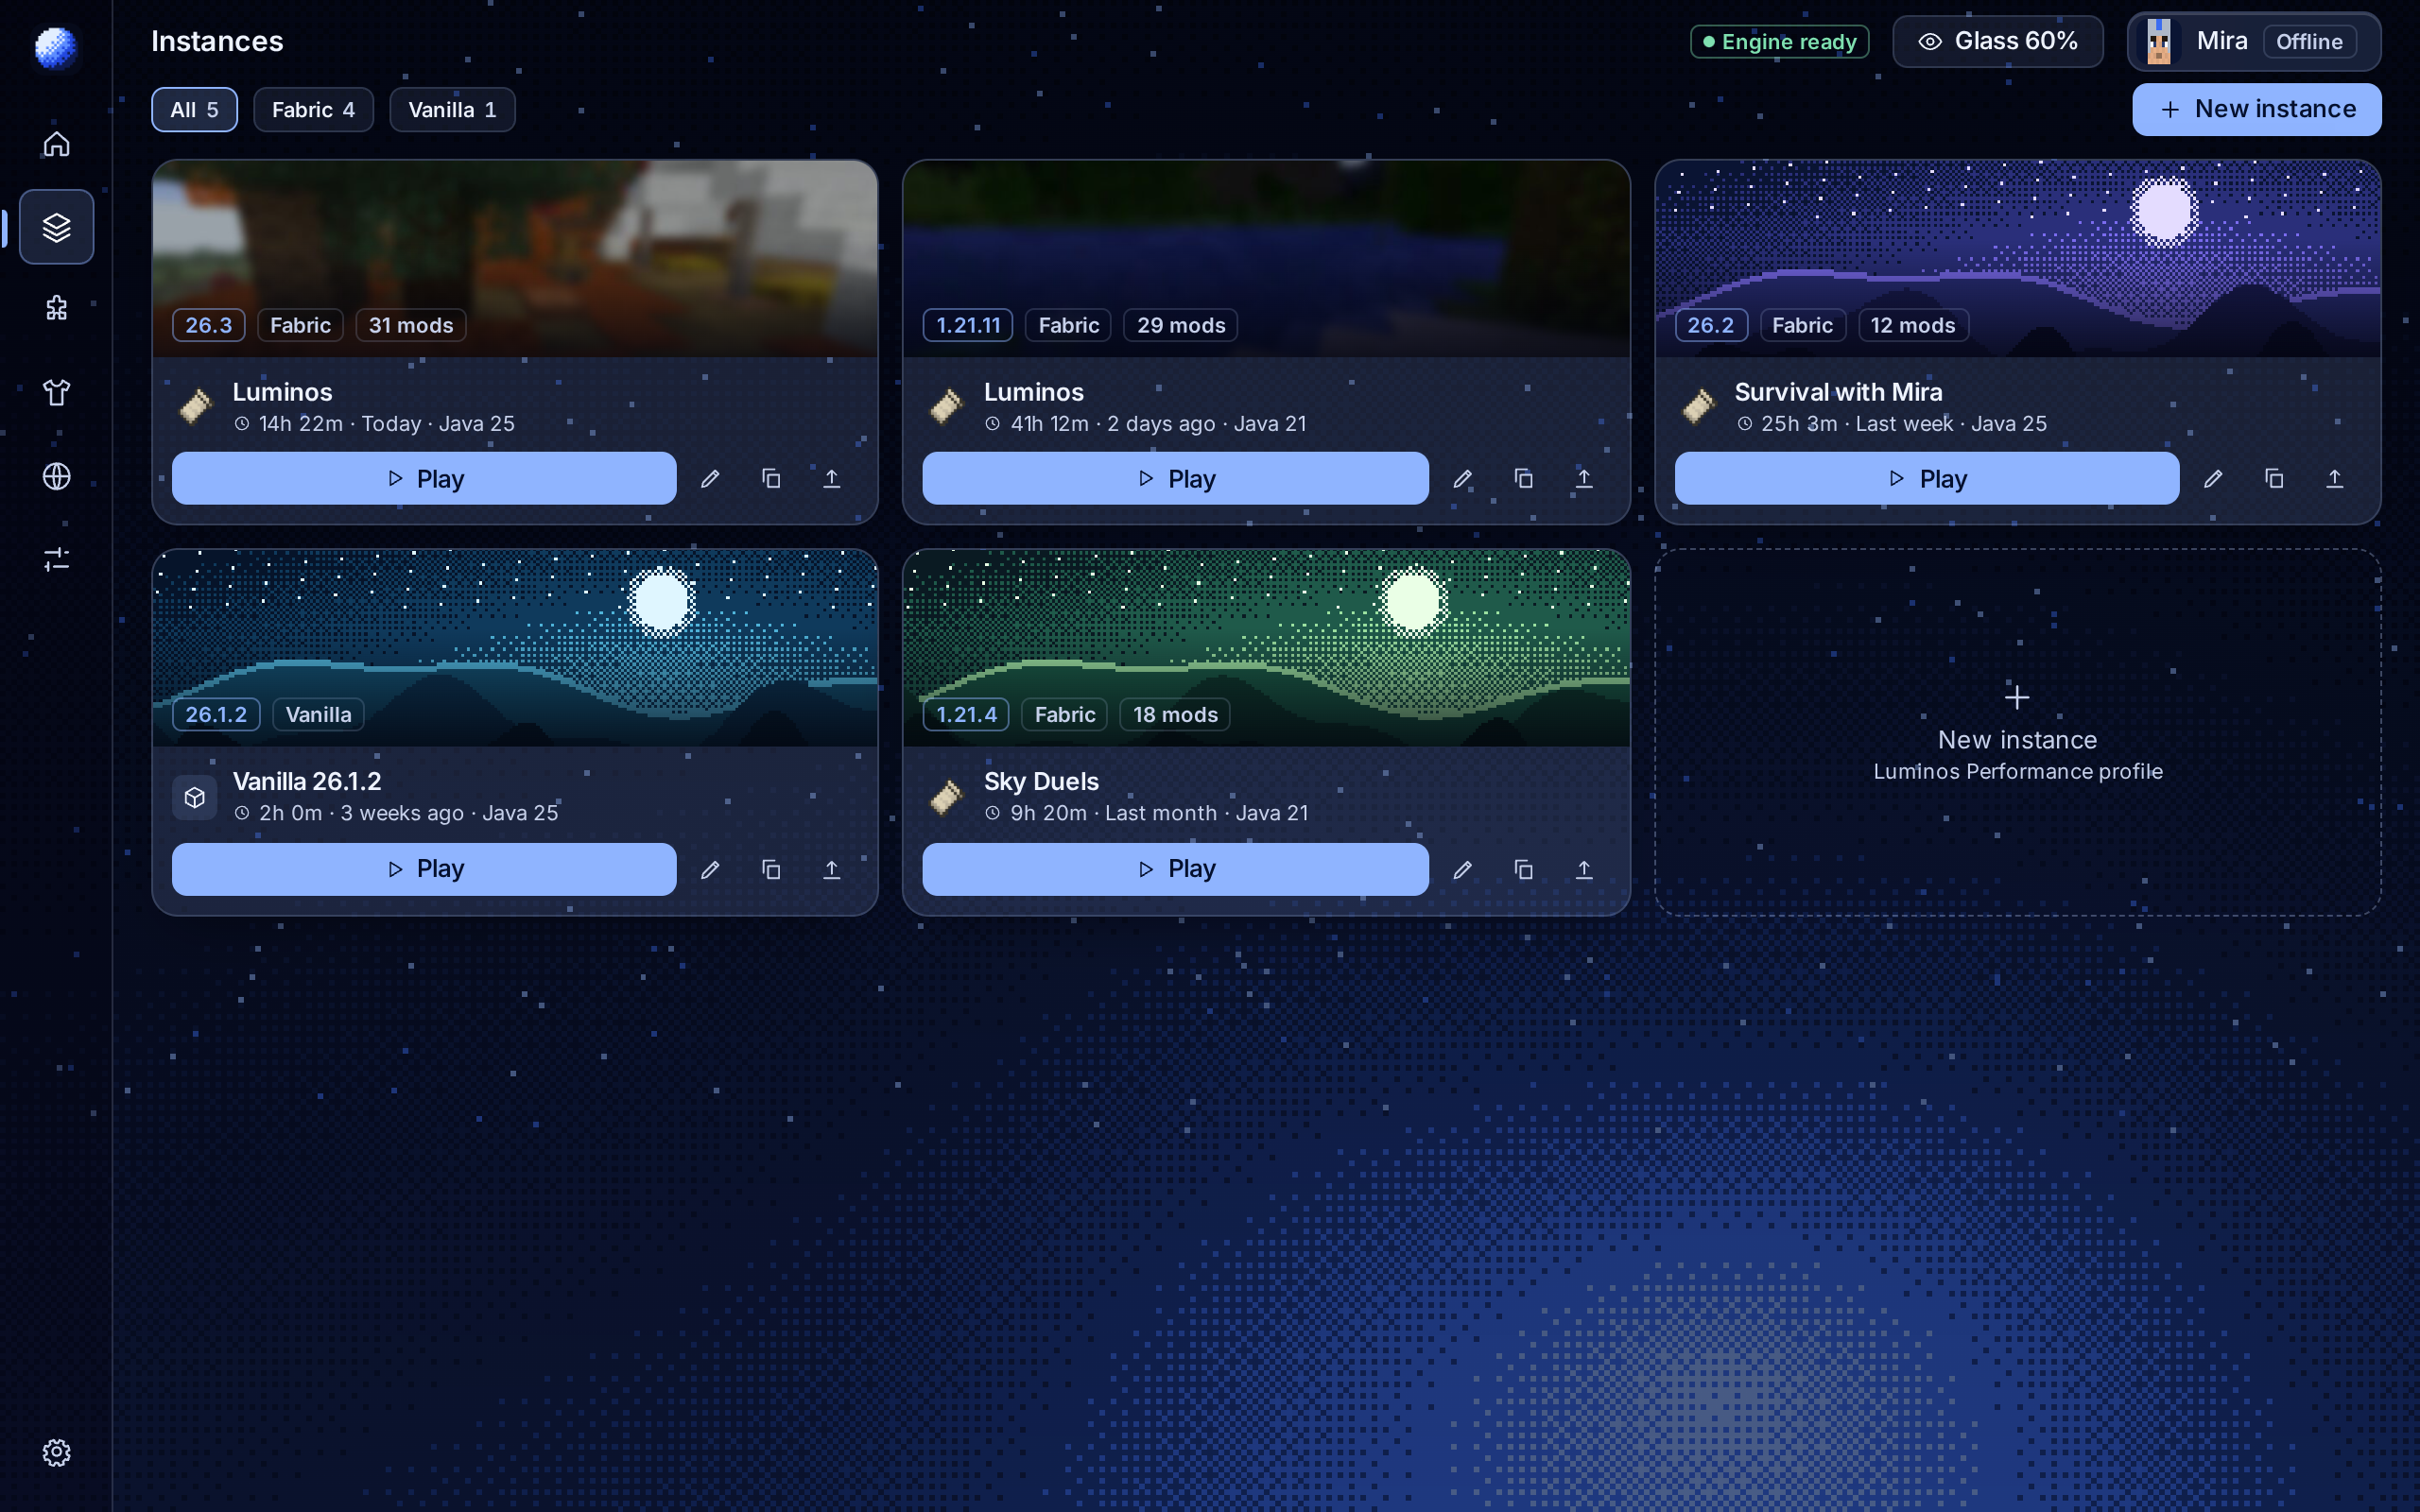 Instances
Engine ready
Glass 60%
Mira
Offline
All 5
Fabric 4
Vanilla 1
New instance
26.3
Fabric
31 mods
Luminos
14h 22m · Today · Java 25
Play
1.21.11
Fabric
29 mods
Luminos
41h 12m · 2 days ago · Java 21
Play
26.2
Fabric
12 mods
Survival with Mira
25h 3m · Last week · Java 25
Play
26.1.2
Vanilla
Vanilla 26.1.2
2h 0m · 3 weeks ago · Java 25
Play
1.21.4
Fabric
18 mods
Sky Duels
9h 20m · Last month · Java 21
Play
New instance
Luminos Performance profile